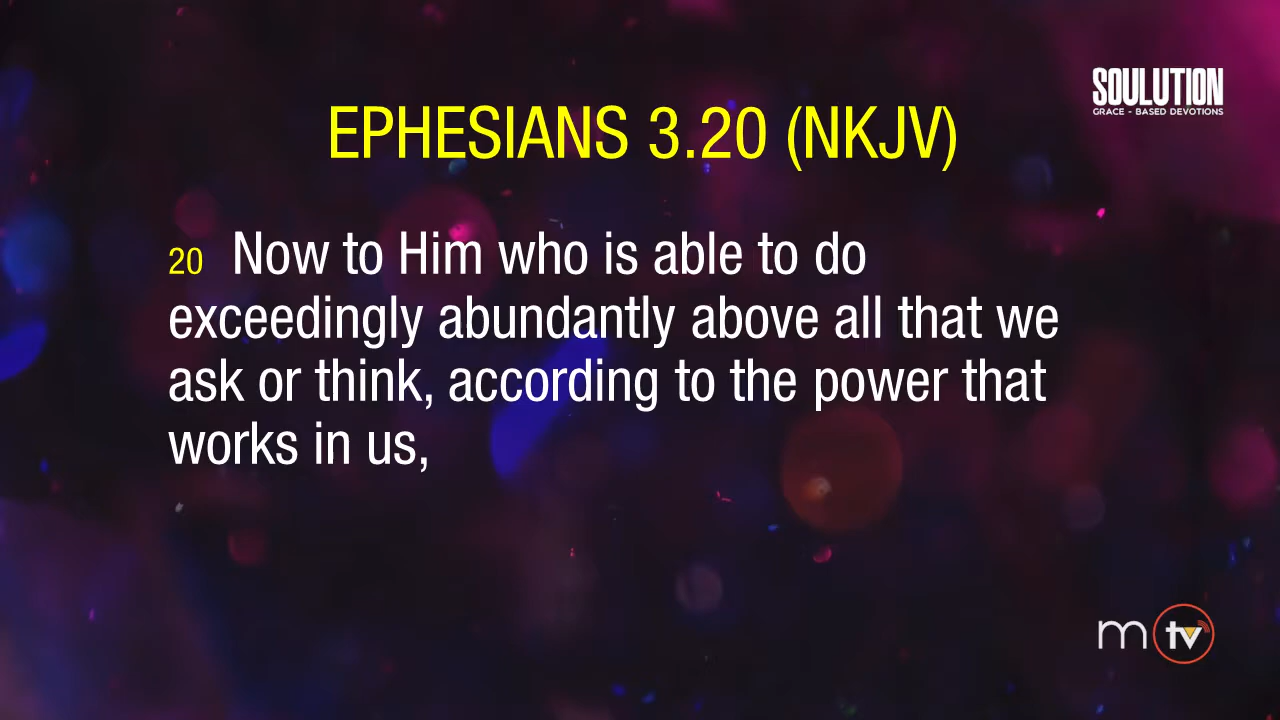 SOULUTION
GRACE - BASED DEVOTIONS
EPHESIANS 3.20 (NKJV)
20 Now to Him who is able to do
exceedingly abundantly above all that we
ask or think, according to the power that
works in us,
m tv